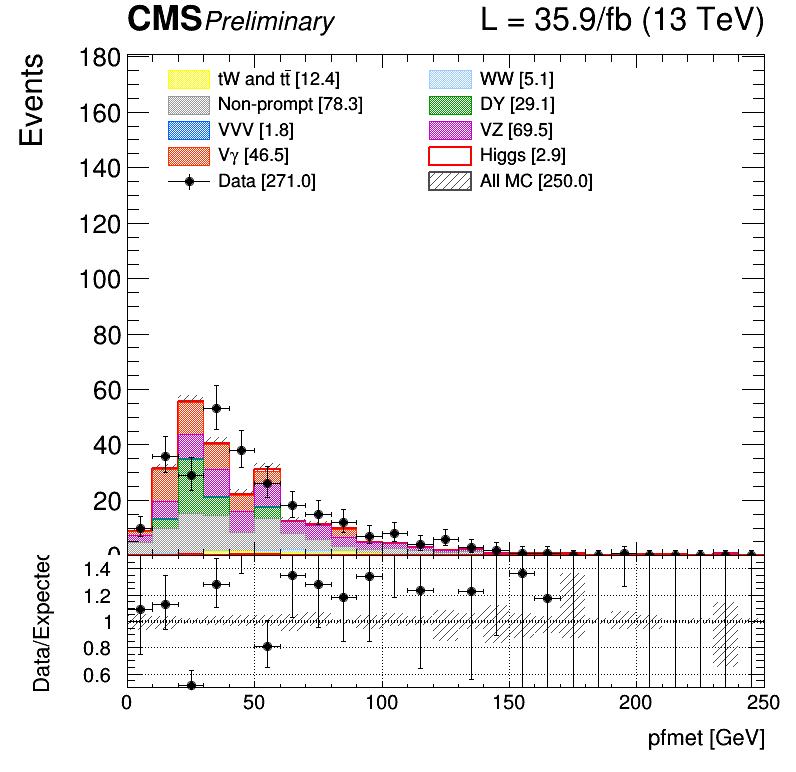 CMS Preliminary L = 35.9/fb (13 TeV)
Events
180
160
140
120
100
80
60
40
20
0
tW and tt̄ [12.4]
Non-prompt [78.3]
VVV [1.8]
Vγ [46.5]
Data [271.0]
WW [5.1]
DY [29.1]
VZ [69.5]
Higgs [2.9]
All MC [250.0]
Data/Expected
1.4
1.2
1
0.8
0.6
0 50 100 150 200 250
pfmet [GeV]